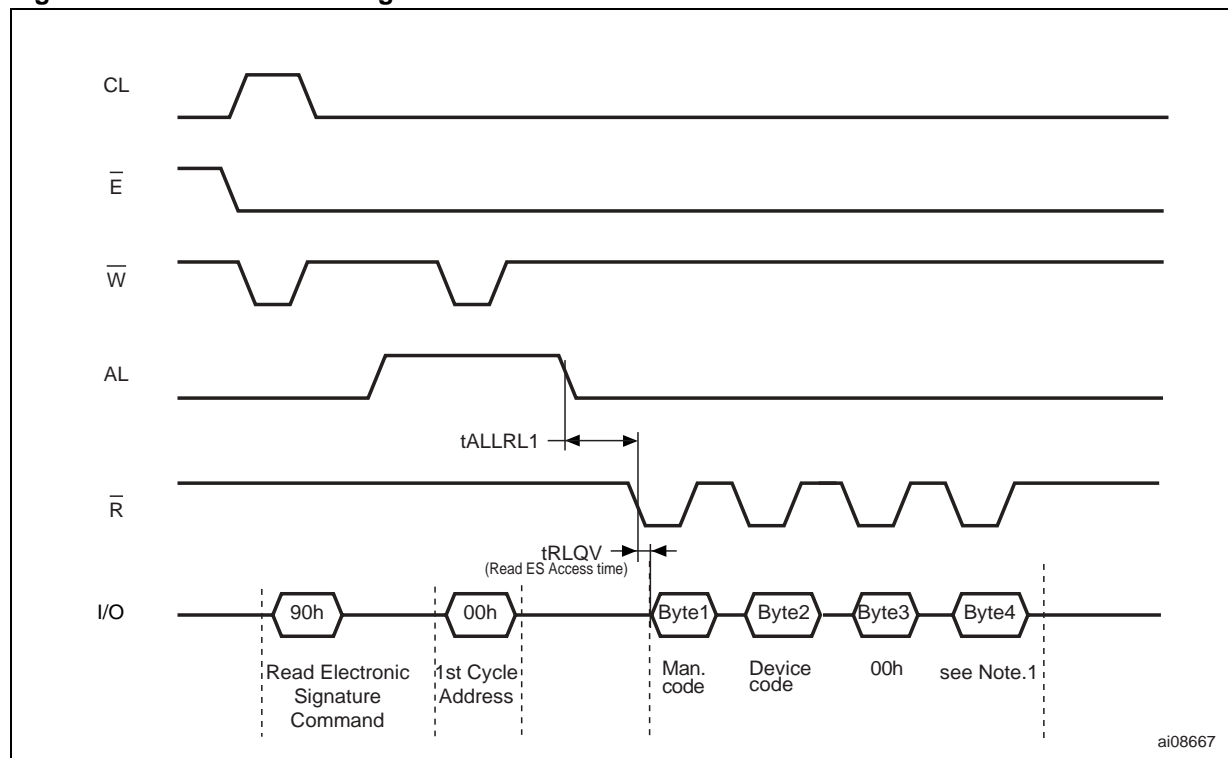 CL
E
W
AL
tALLRL1
R
tRLQV
(Read ES Access time)
I/O
90h
00h
Byte1
Byte2
Byte3
Byte4
Read Electronic
Signature
Command
1st Cycle
Address
Man.
code
Device
code
00h
see Note.1
ai08667